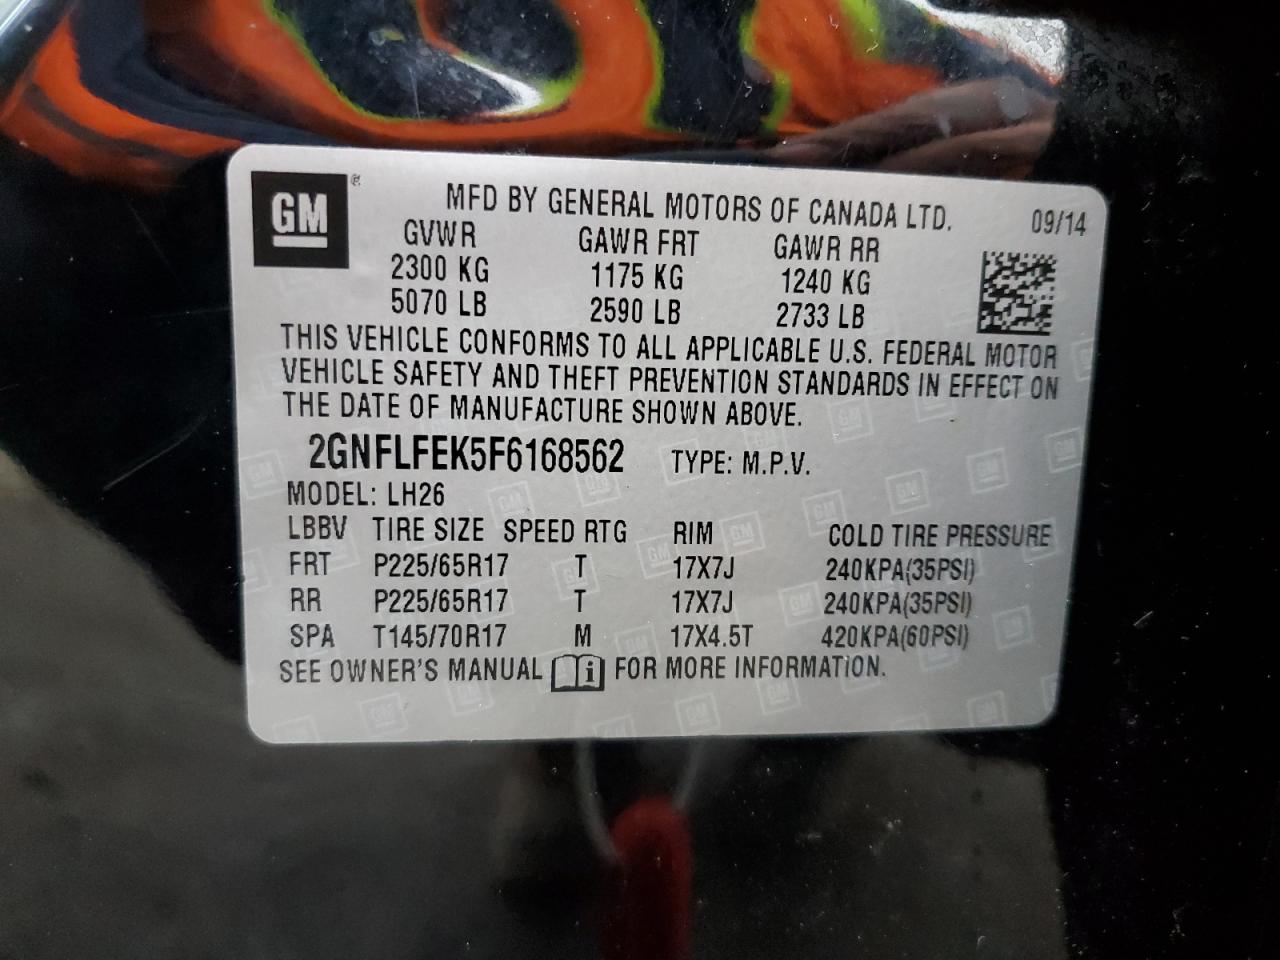 GM ®
MFD BY GENERAL MOTORS OF CANADA LTD. 09/14
GVWR GAWR FRT GAWR RR
2300 KG 1175 KG 1240 KG
5070 LB 2590 LB 2733 LB
THIS VEHICLE CONFORMS TO ALL APPLICABLE U.S. FEDERAL MOTOR
VEHICLE SAFETY AND THEFT PREVENTION STANDARDS IN EFFECT ON
THE DATE OF MANUFACTURE SHOWN ABOVE.
2GNFLFEK5F6168562 TYPE: M.P.V.
MODEL: LH26
LBBV TIRE SIZE SPEED RTG RIM COLD TIRE PRESSURE
FRT P225/65R17 T 17X7J 240KPA(35PSI)
RR P225/65R17 T 17X7J 240KPA(35PSI)
SPA T145/70R17 M 17X4.5T 420KPA(60PSI)
SEE OWNER'S MANUAL i FOR MORE INFORMATION.